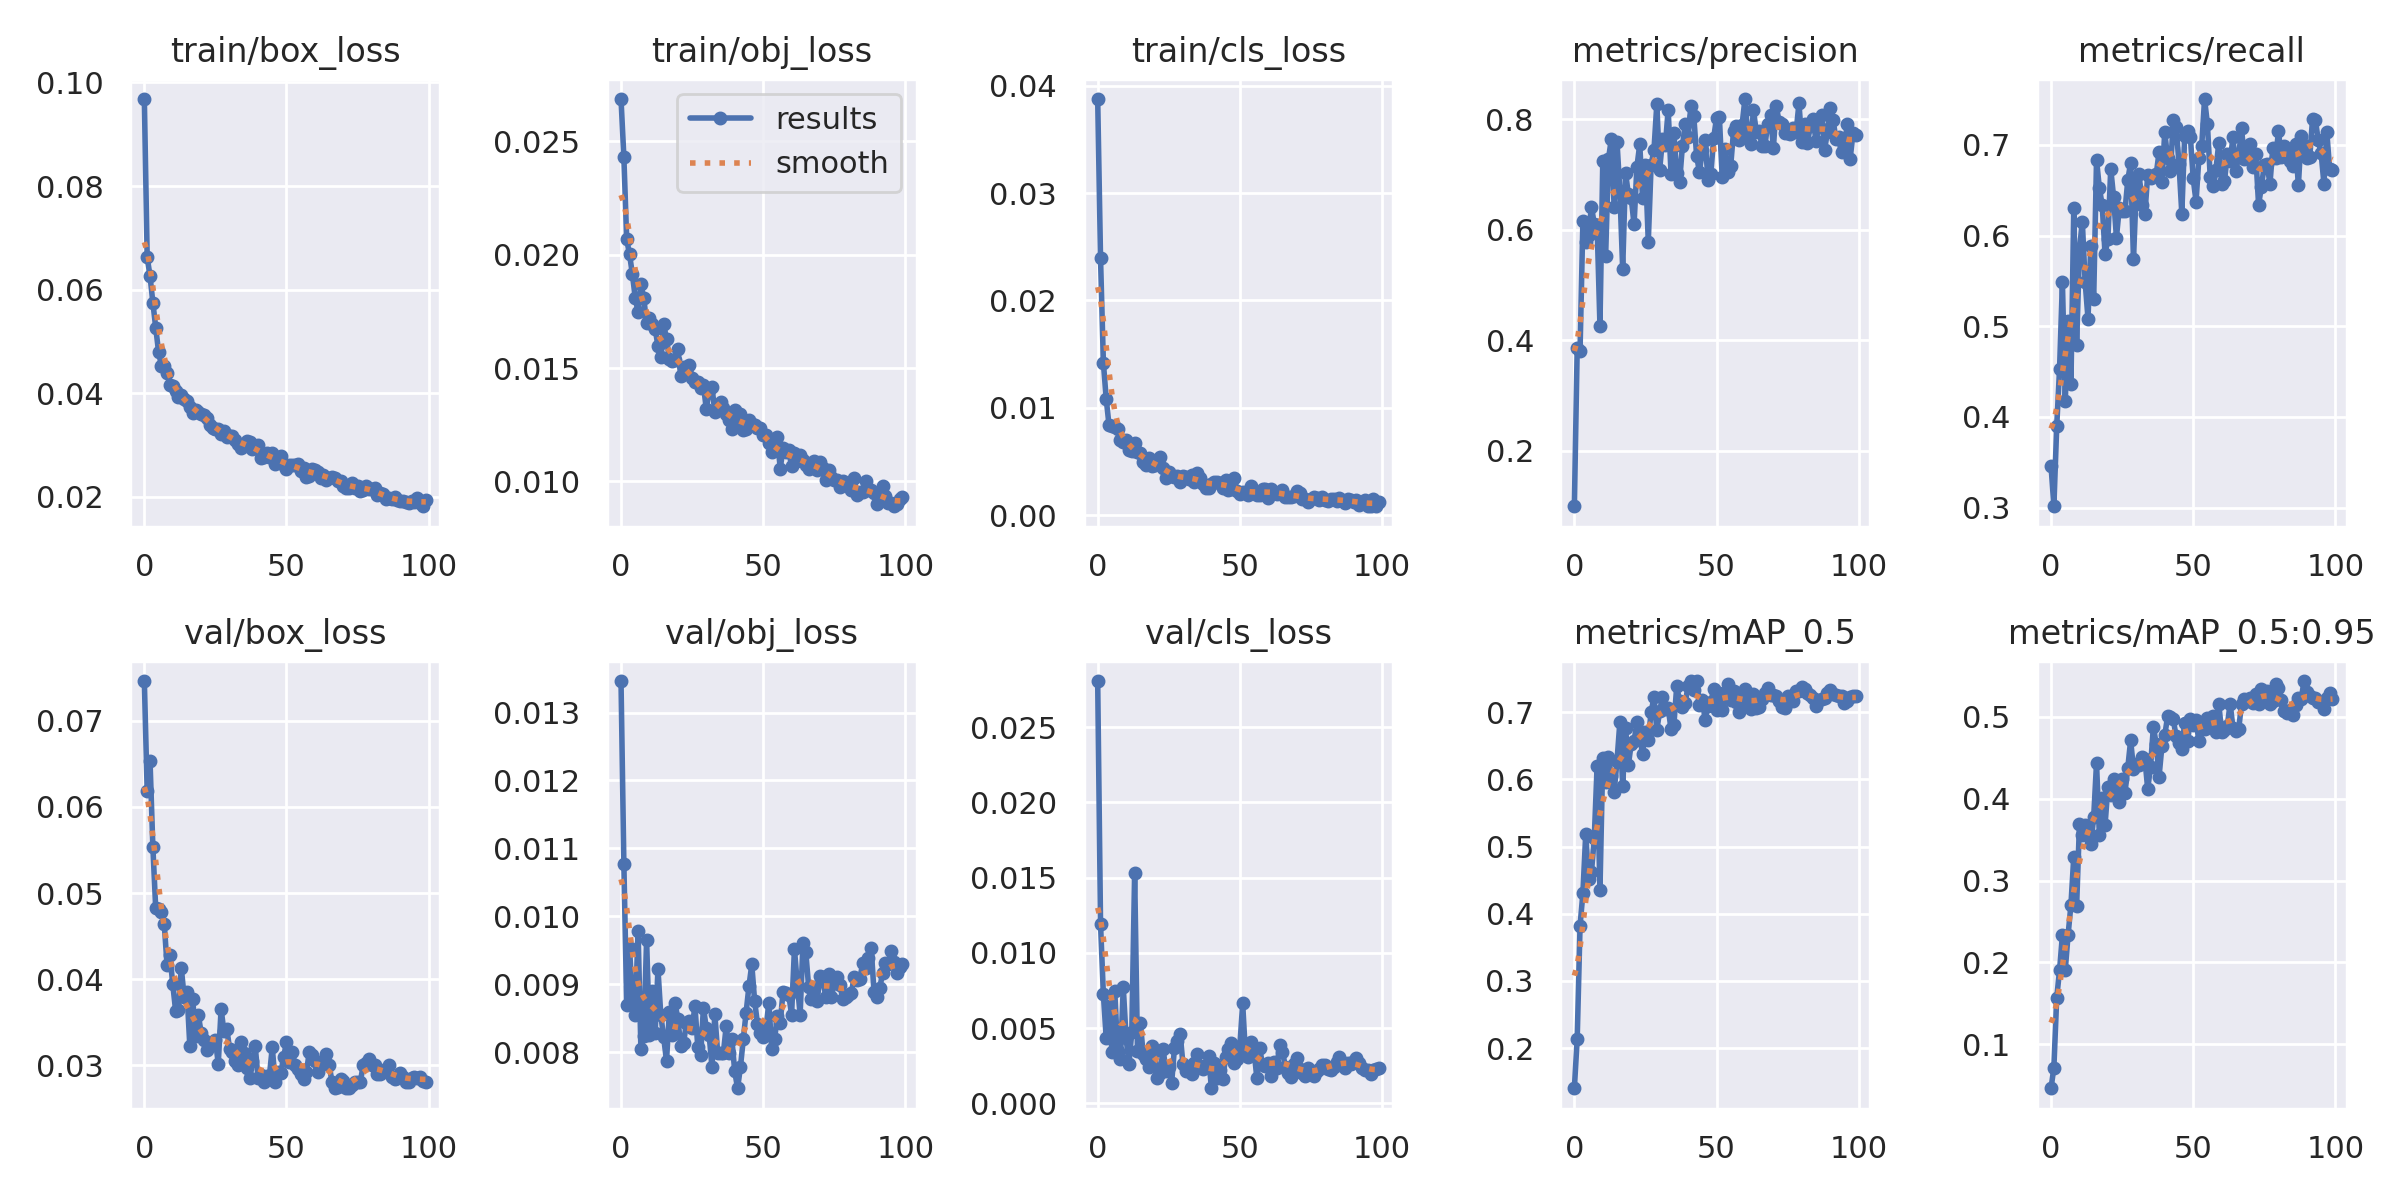 train/box_loss
0.10
0.08
0.06
0.04
0.02
0 50 100
train/obj_loss
results
smooth
0.025
0.020
0.015
0.010
0 50 100
train/cls_loss
0.04
0.03
0.02
0.01
0.00
0 50 100
metrics/precision
0.8
0.6
0.4
0.2
0 50 100
metrics/recall
0.7
0.6
0.5
0.4
0.3
0 50 100
val/box_loss
0.07
0.06
0.05
0.04
0.03
0 50 100
val/obj_loss
0.013
0.012
0.011
0.010
0.009
0.008
0 50 100
val/cls_loss
0.025
0.020
0.015
0.010
0.005
0.000
0 50 100
metrics/mAP_0.5
0.7
0.6
0.5
0.4
0.3
0.2
0 50 100
metrics/mAP_0.5:0.95
0.5
0.4
0.3
0.2
0.1
0 50 100